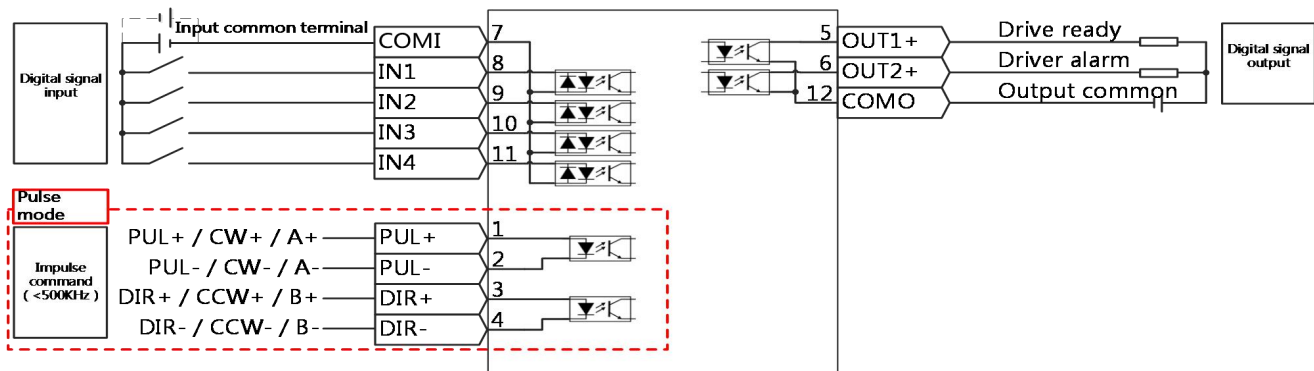 Digital signal
input
Input common terminal
COMI
7
IN1
8
IN2
9
IN3
10
IN4
11
5
OUT1+
Drive ready
6
OUT2+
Driver alarm
12
COMO
Output common
Digital signal
output
Pulse
mode
Impulse
command
( <500KHz )
PUL+ / CW+ / A+
PUL+
1
PUL- / CW- / A-
PUL-
2
DIR+ / CCW+ / B+
DIR+
3
DIR- / CCW- / B-
DIR-
4